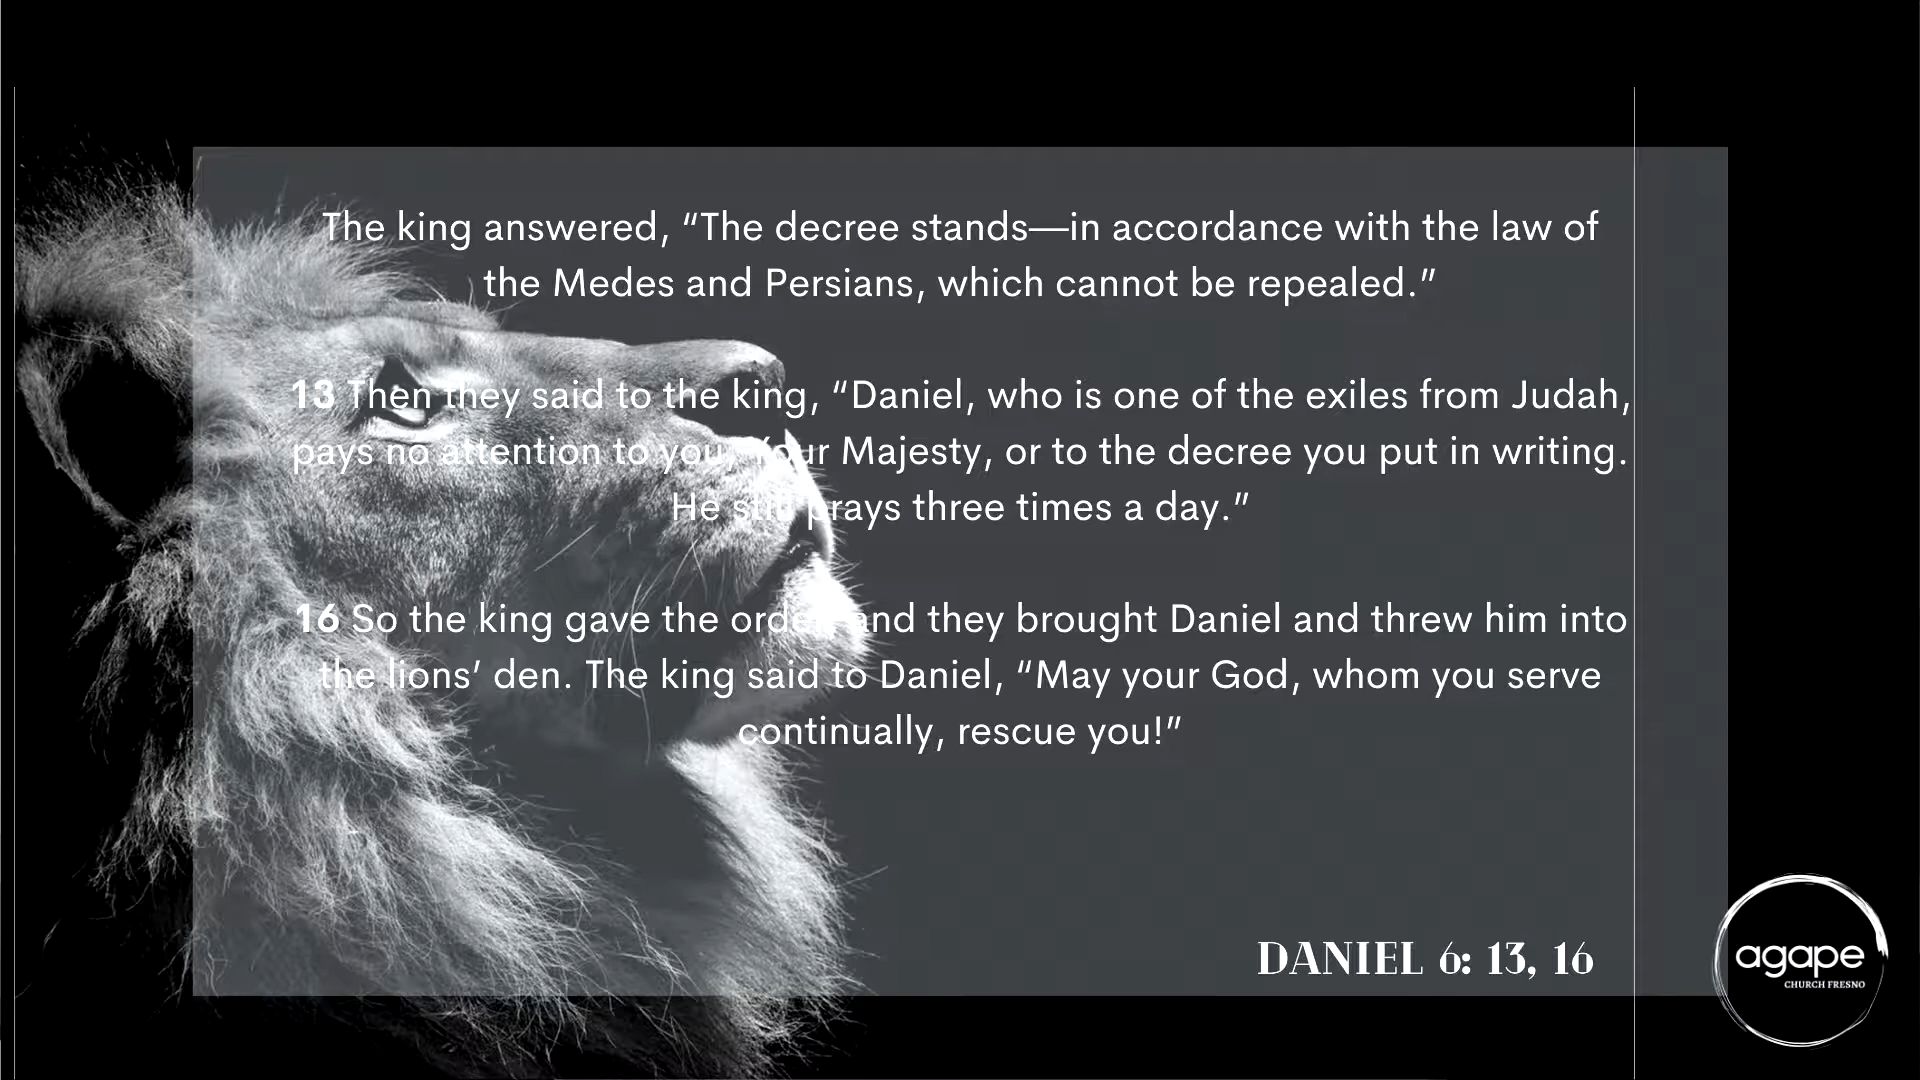 The king answered, “The decree stands—in accordance with the law of
the Medes and Persians, which cannot be repealed.”
13 Then they said to the king, “Daniel, who is one of the exiles from Judah,
pays no attention to you, Your Majesty, or to the decree you put in writing.
He still prays three times a day.”
16 So the king gave the order, and they brought Daniel and threw him into
the lions’ den. The king said to Daniel, “May your God, whom you serve
continually, rescue you!”
DANIEL 6: 13, 16
agape
CHURCH FRESNO